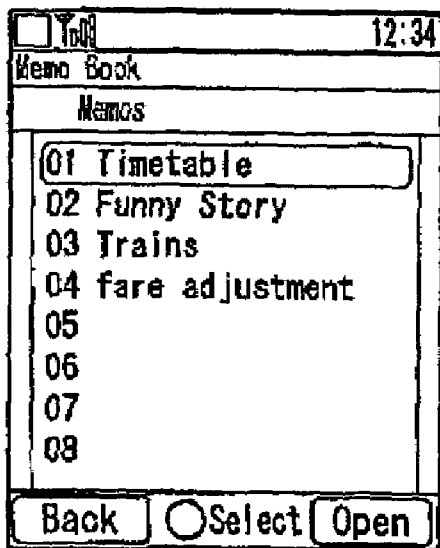 12:34
Memo Book
Memos
01 Timetable
02 Funny Story
03 Trains
04 fare adjustment
05
06
07
08
Back Select Open